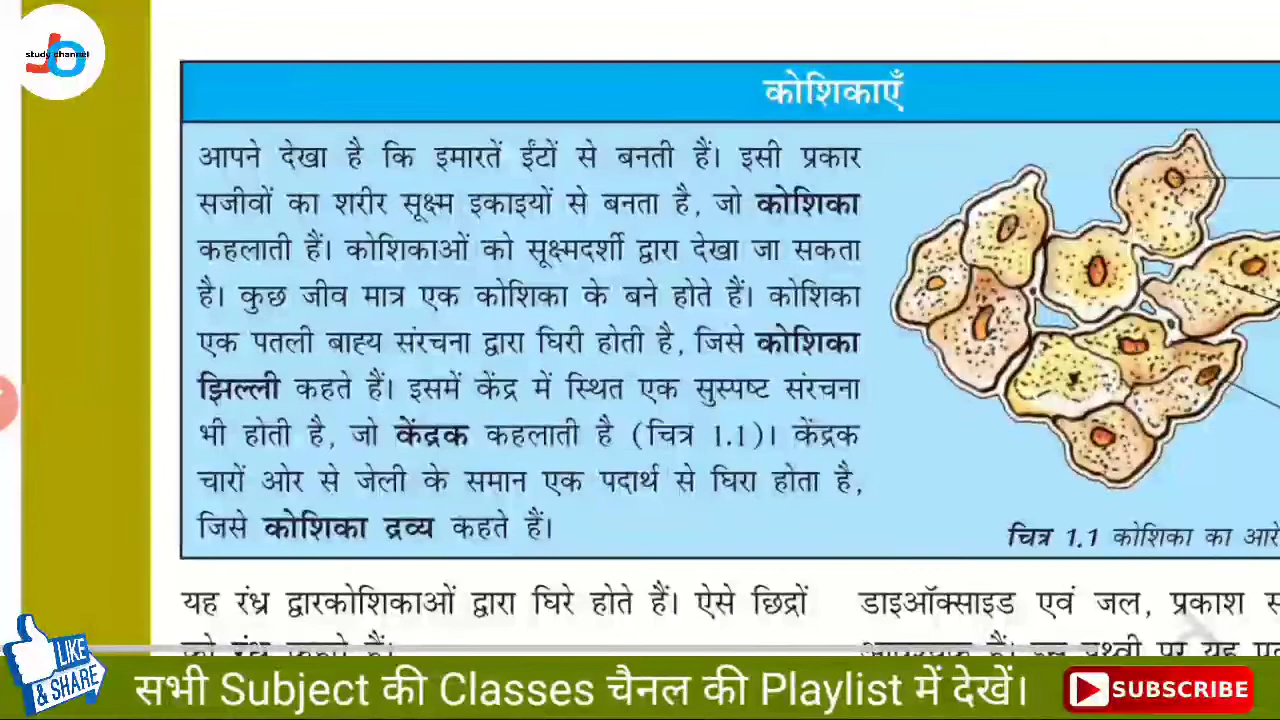 study channel
कोशिकाएँ
आपने देखा है कि इमारतें ईंटों से बनती हैं। इसी प्रकार
सजीवों का शरीर सूक्ष्म इकाइयों से बनता है, जो कोशिका
कहलाती हैं। कोशिकाओं को सूक्ष्मदर्शी द्वारा देखा जा सकता
है। कुछ जीव मात्र एक कोशिका के बने होते हैं। कोशिका
एक पतली बाह्य संरचना द्वारा घिरी होती है, जिसे कोशिका
झिल्ली कहते हैं। इसमें केंद्र में स्थित एक सुस्पष्ट संरचना
भी होती है, जो केंद्रक कहलाती है (चित्र 1.1)। केंद्रक
चारों ओर से जेली के समान एक पदार्थ से घिरा होता है,
जिसे कोशिका द्रव्य कहते हैं।
चित्र 1.1 कोशिका का
यह रंध्र द्वारकोशिकाओं द्वारा घिरे होते हैं। ऐसे छिद्रों
डाइऑक्साइड एवं जल, प्रकाश
LIKE
& SHARE
सभी Subject की Classes चैनल की Playlist में देखें।
SUBSCRIBE